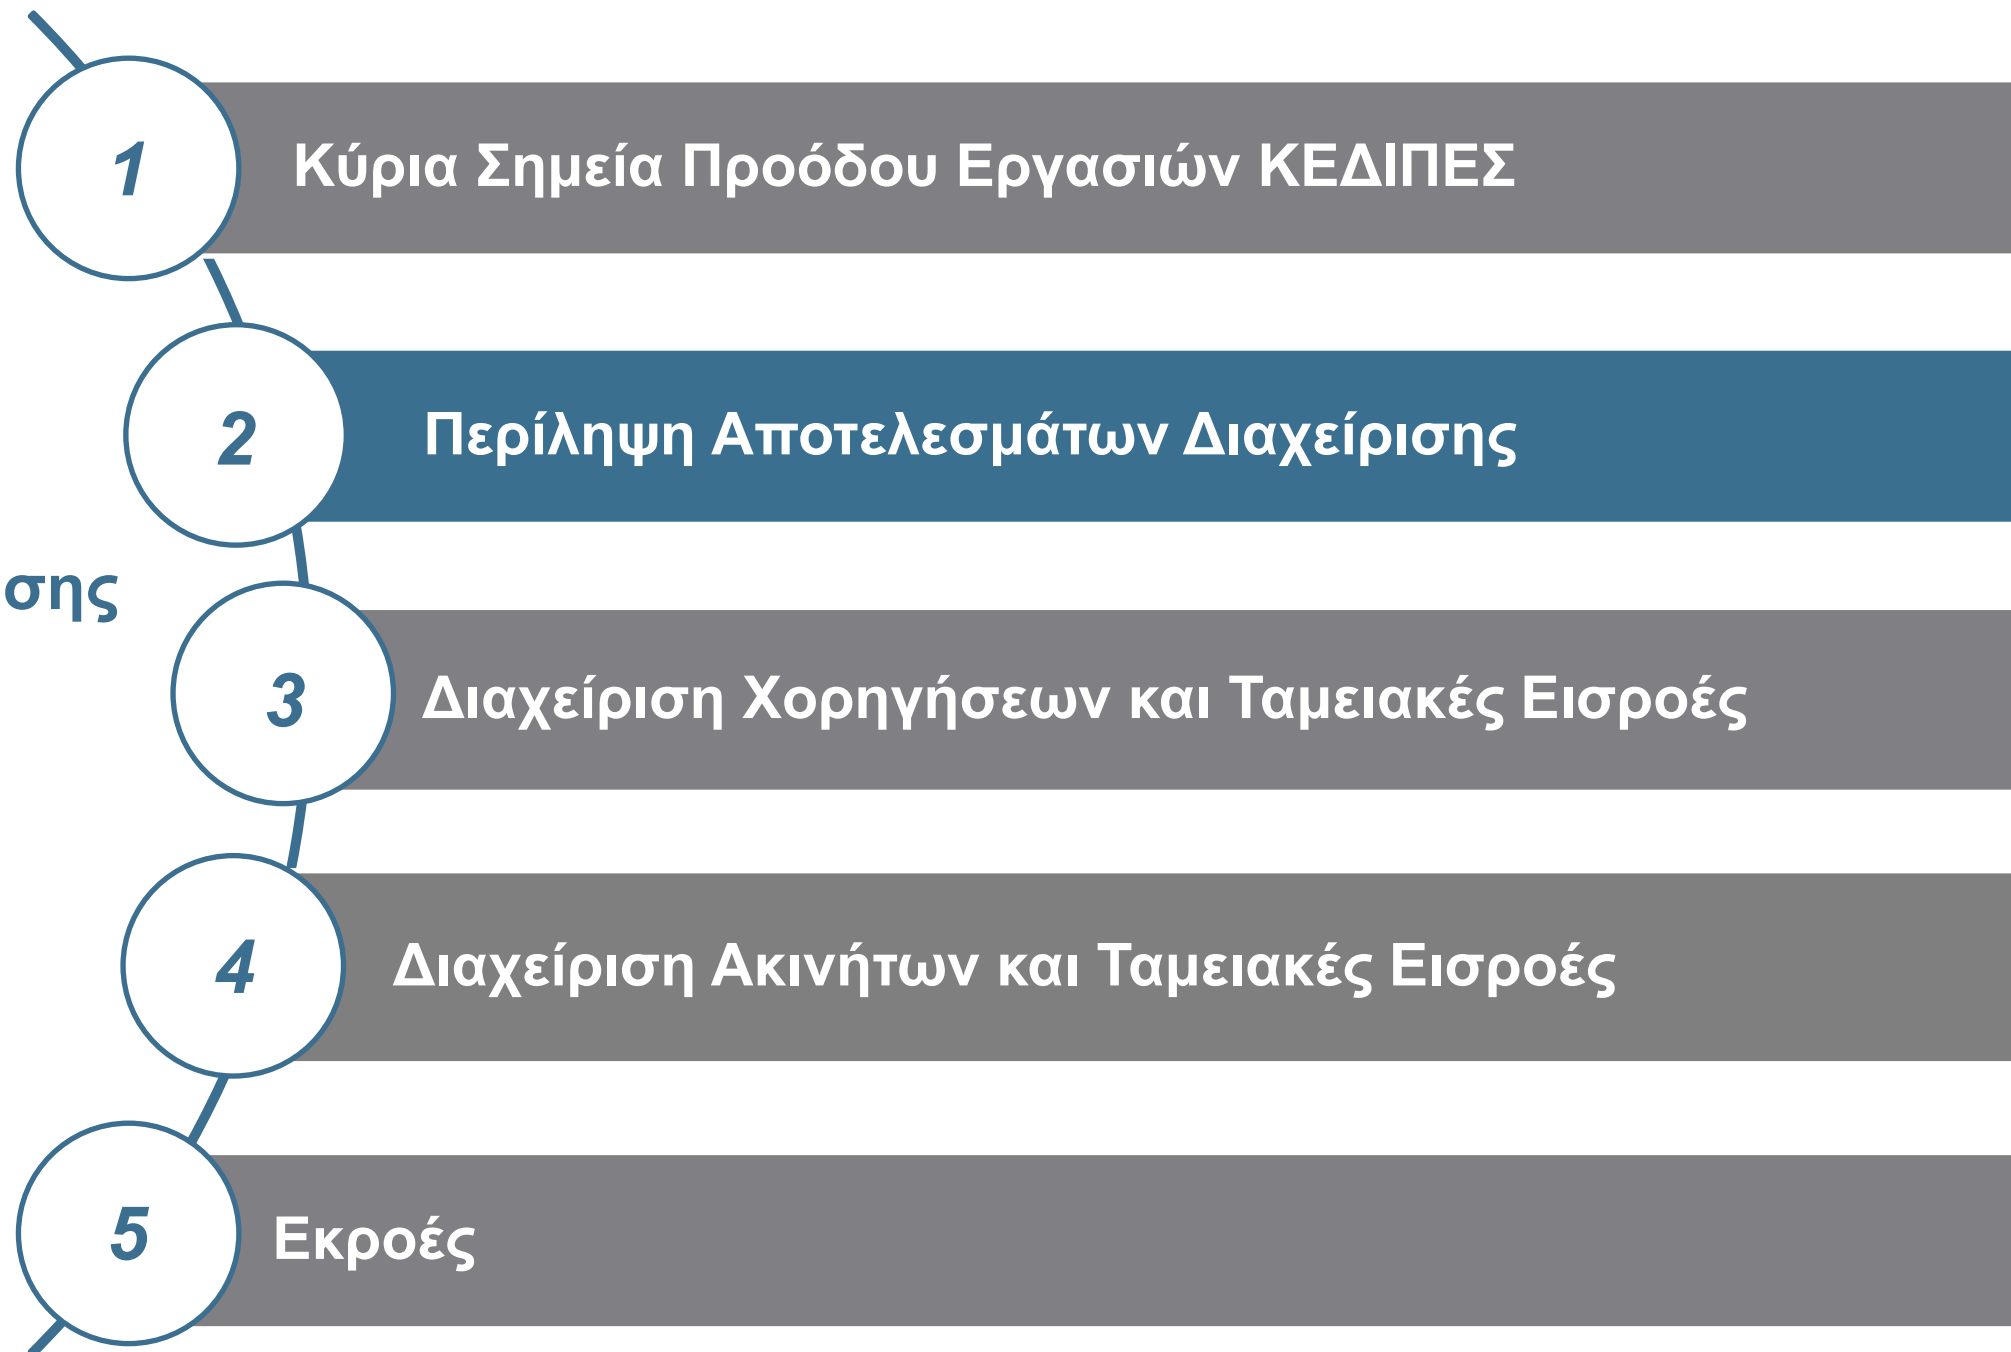 1
Κύρια Σημεία Προόδου Εργασιών ΚΕΔΙΠΕΣ
2
Περίληψη Αποτελεσμάτων Διαχείρισης
σης
3
Διαχείριση Χορηγήσεων και Ταμειακές Εισροές
4
Διαχείριση Ακινήτων και Ταμειακές Εισροές
5
Εκροές